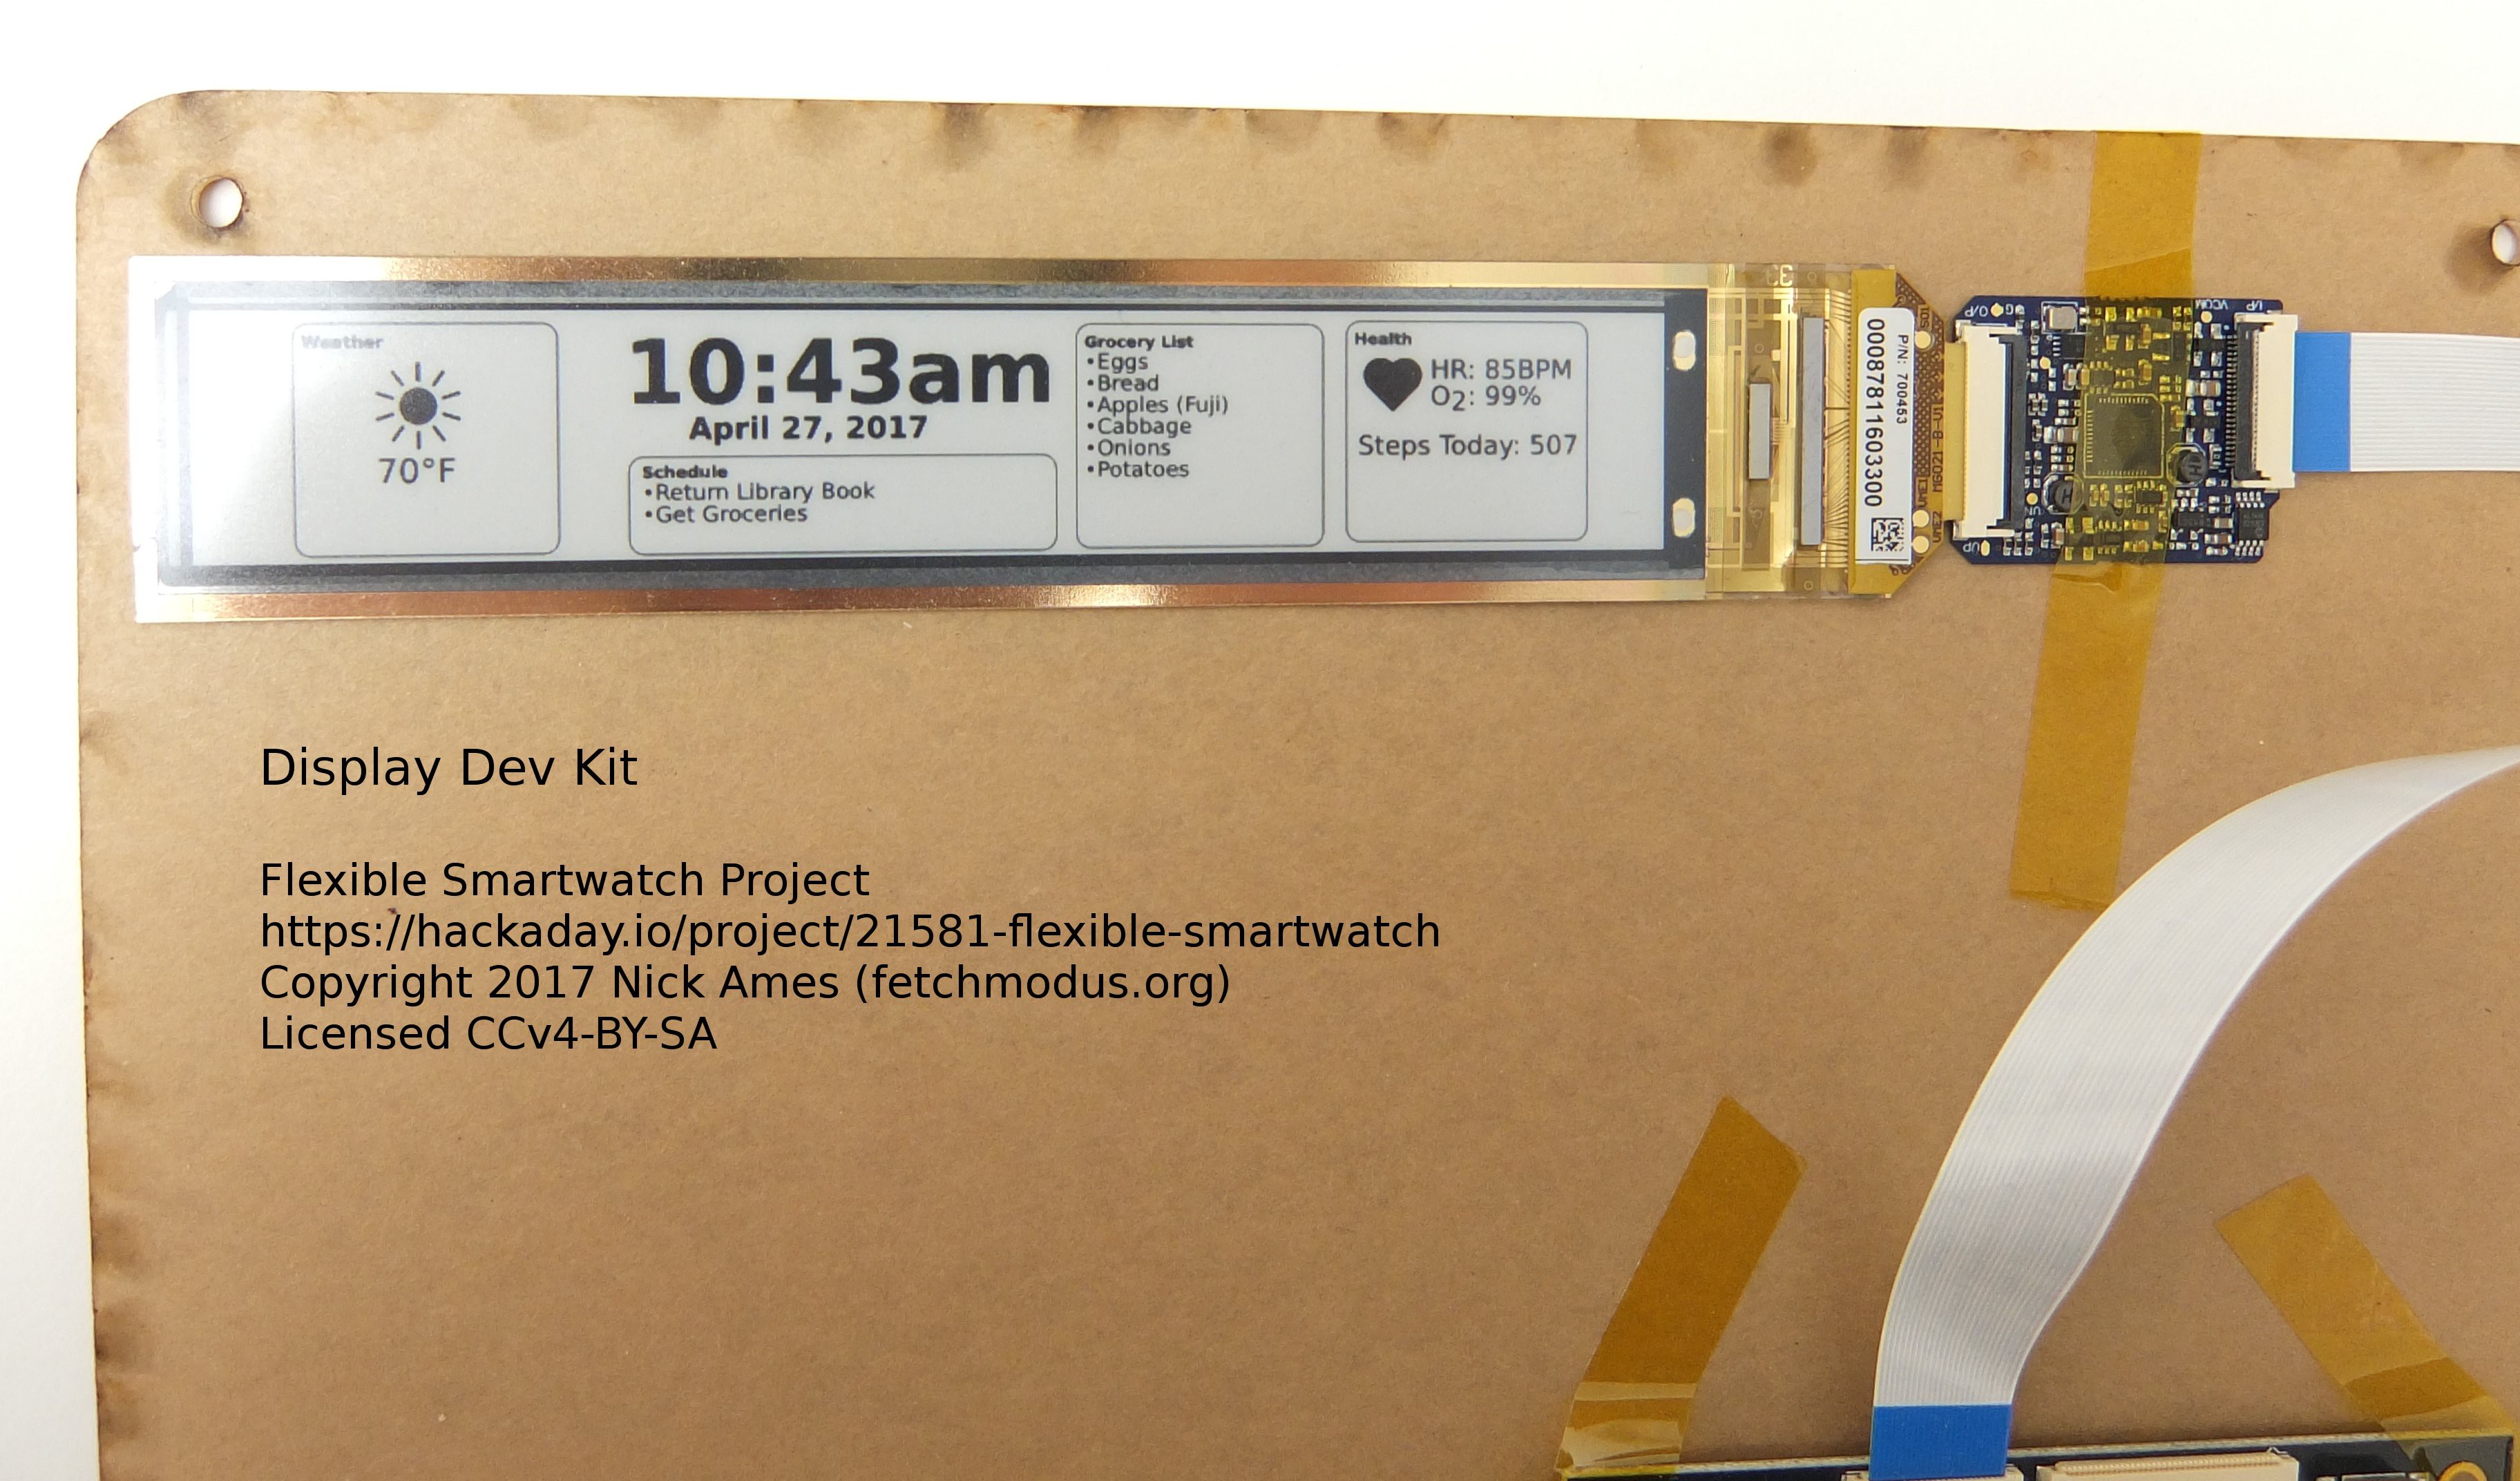 Weather
70°F
10:43am
April 27, 2017
Schedule
•Return Library Book
•Get Groceries
Grocery List
•Eggs
•Bread
•Apples (Fuji)
•Cabbage
•Onions
•Potatoes
Health
HR: 85BPM
O2: 99%
Steps Today: 507
P/N: 700453
00087811603300
G O/P
VCOM
I/P
Display Dev Kit
Flexible Smartwatch Project
https://hackaday.io/project/21581-flexible-smartwatch
Copyright 2017 Nick Ames (fetchmodus.org)
Licensed CCv4-BY-SA